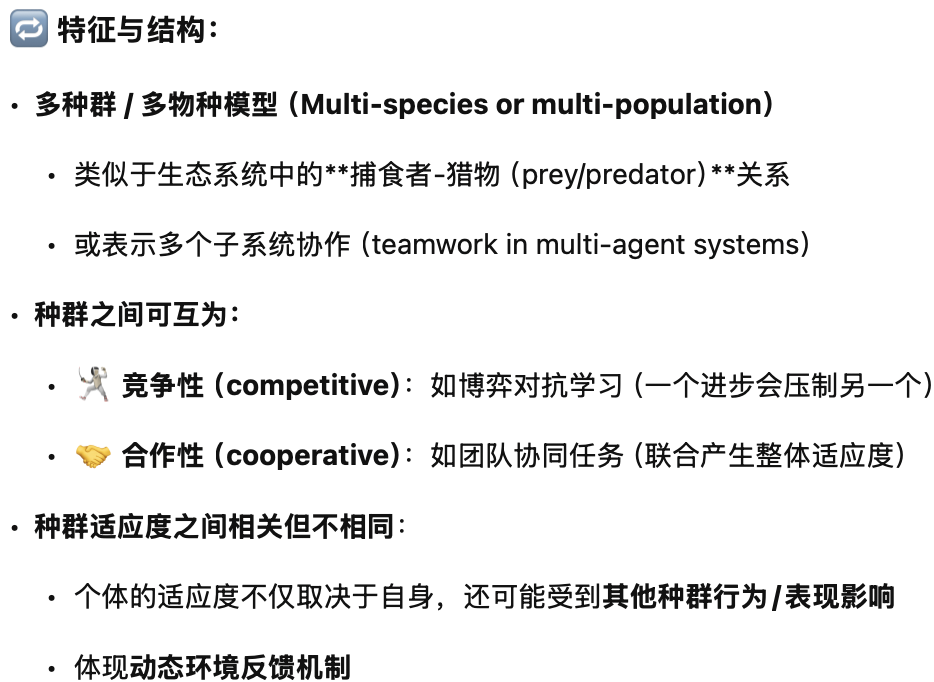 🔁 特征与结构：
• 多种群 / 多物种模型（Multi-species or multi-population）
• 类似于生态系统中的**捕食者-猎物（prey/predator）**关系
• 或表示多个子系统协作（teamwork in multi-agent systems）
• 种群之间可互为：
• 🤺 竞争性（competitive）：如博弈对抗学习（一个进步会压制另一个）
• 🤝 合作性（cooperative）：如团队协同任务（联合产生整体适应度）
• 种群适应度之间相关但不相同：
• 个体的适应度不仅取决于自身，还可能受到其他种群行为/表现影响
• 体现动态环境反馈机制